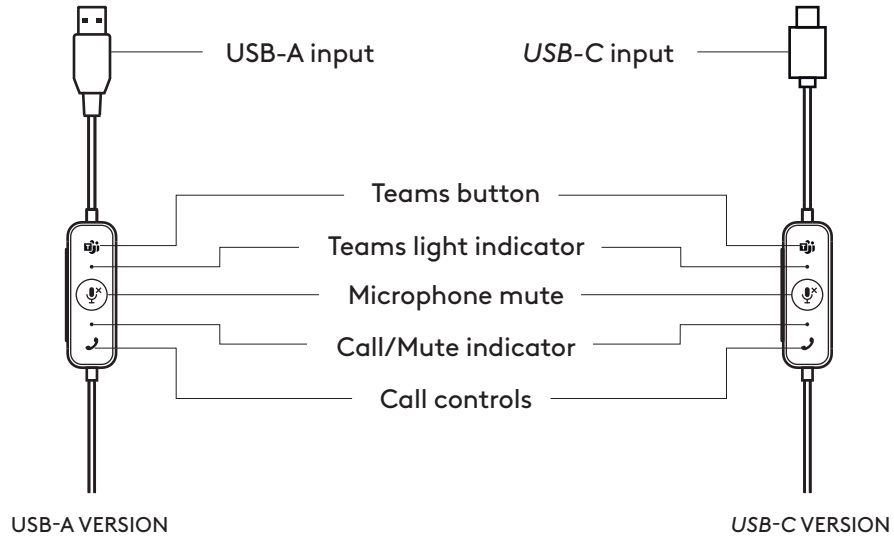 USB-A input
USB-C input
Teams button
Teams light indicator
Microphone mute
Call/Mute indicator
Call controls
USB-A VERSION
USB-C VERSION